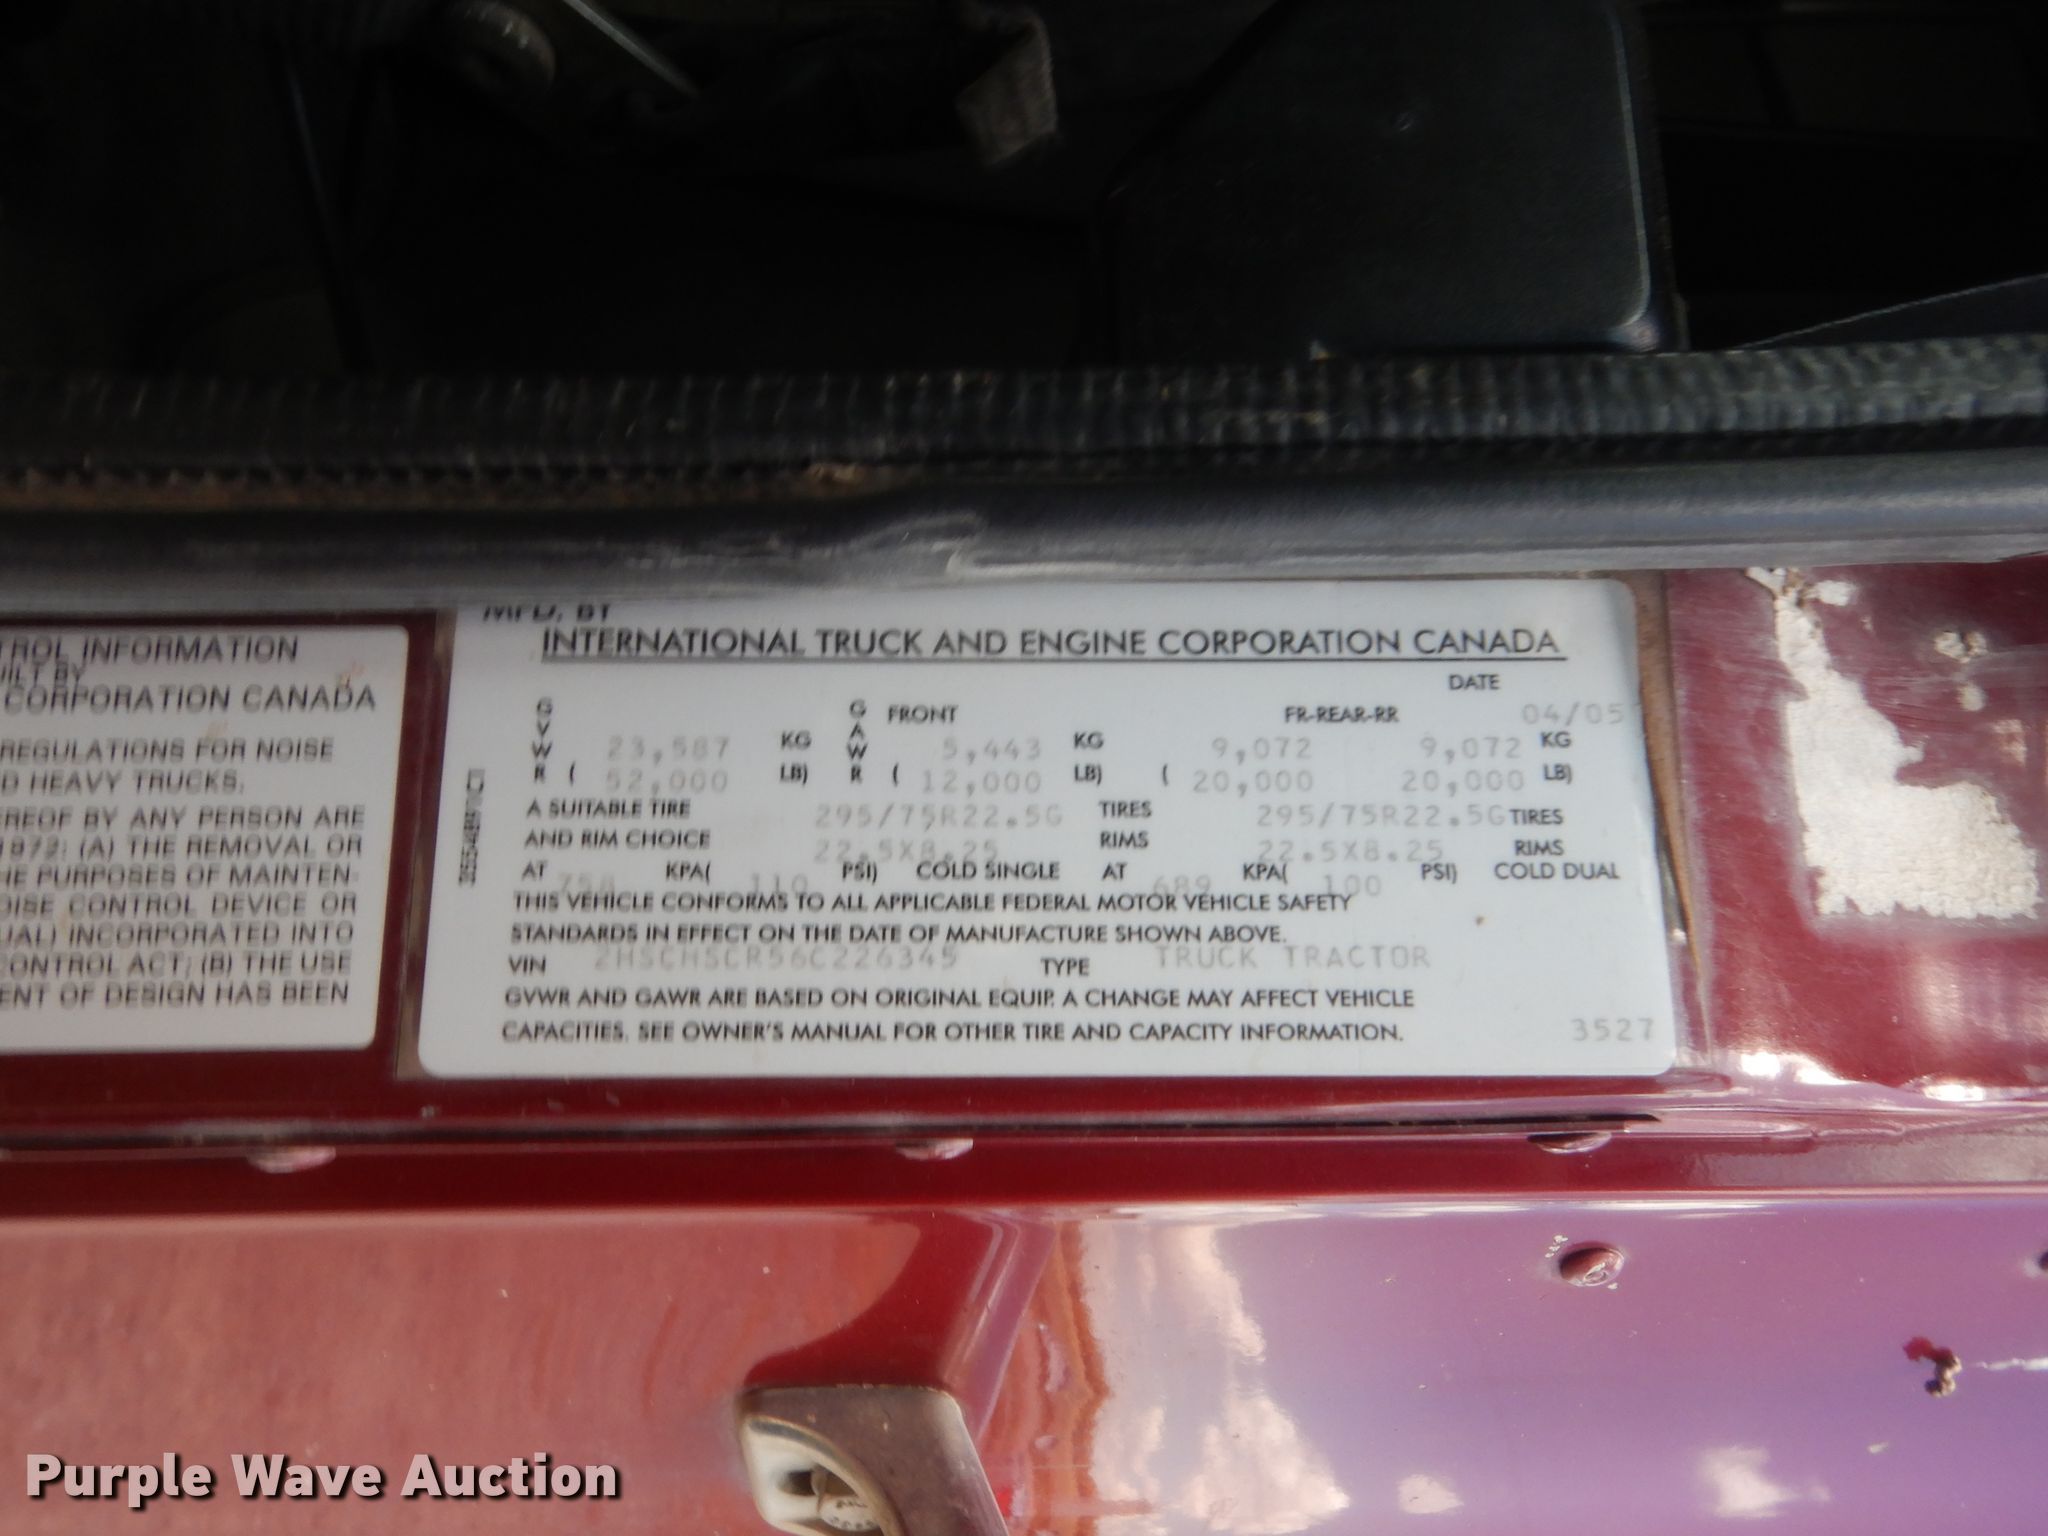 TROL INFORMATION
UILT BY
CORPORATION CANADA
REGULATIONS FOR NOISE
D HEAVY TRUCKS.
EREOF BY ANY PERSON ARE
1972: (A) THE REMOVAL OR
HE PURPOSES OF MAINTEN-
OISE CONTROL DEVICE OR
UAL) INCORPORATED INTO
CONTROL ACT; (B) THE USE
ENT OF DESIGN HAS BEEN
MFD. BY
INTERNATIONAL TRUCK AND ENGINE CORPORATION CANADA
DATE
GVWR GAWR FRONT FR-REAR-RR 04/05
23,587 KG 5,443 KG 9,072 9,072 KG
( 52,000 LB) ( 12,000 LB) ( 20,000 20,000 LB)
A SUITABLE TIRE 295/75R22.5G TIRES 295/75R22.5G TIRES
AND RIM CHOICE 22.5X8.25 RIMS 22.5X8.25 RIMS
AT 758 KPA( 110 PSI) COLD SINGLE AT 689 KPA( 100 PSI) COLD DUAL
THIS VEHICLE CONFORMS TO ALL APPLICABLE FEDERAL MOTOR VEHICLE SAFETY
STANDARDS IN EFFECT ON THE DATE OF MANUFACTURE SHOWN ABOVE.
VIN 2HSCHSCR56C226345 TYPE TRUCK TRACTOR
GVWR AND GAWR ARE BASED ON ORIGINAL EQUIP. A CHANGE MAY AFFECT VEHICLE
CAPACITIES. SEE OWNER'S MANUAL FOR OTHER TIRE AND CAPACITY INFORMATION.
3527
Purple Wave Auction